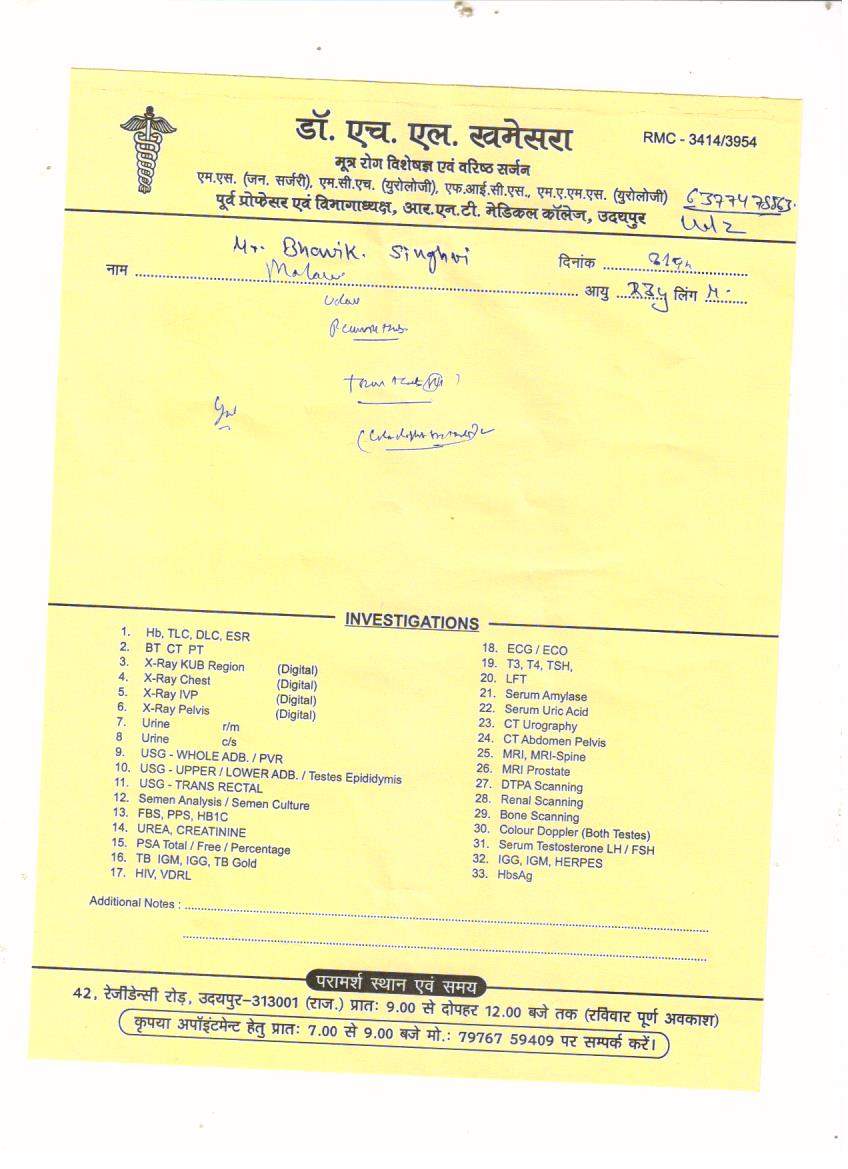 डॉ. एच. एल. खमेसरा
RMC - 3414/3954
मूत्र रोग विशेषज्ञ एवं वरिष्ठ सर्जन
एम.एस. (जन. सर्जरी), एम.सी.एच. (युरोलोजी), एफ.आई.सी.एस., एम.ए.एम.एस. (युरोलोजी)
पूर्व प्रोफेसर एवं विभागाध्यक्ष, आर.एन.टी. मेडिकल कॉलेज, उदयपुर
Mr. Bhavik. Singhvi
दिनांक
नाम
आयु लिंग M.
INVESTIGATIONS
1. Hb, TLC, DLC, ESR
2. BT CT PT
3. X-Ray KUB Region (Digital)
4. X-Ray Chest (Digital)
5. X-Ray IVP (Digital)
6. X-Ray Pelvis (Digital)
7. Urine r/m
8 Urine c/s
9. USG - WHOLE ADB. / PVR
10. USG - UPPER / LOWER ADB. / Testes Epididymis
11. USG - TRANS RECTAL
12. Semen Analysis / Semen Culture
13. FBS, PPS, HB1C
14. UREA, CREATININE
15. PSA Total / Free / Percentage
16. TB IGM, IGG, TB Gold
17. HIV, VDRL
18. ECG / ECO
19. T3, T4, TSH,
20. LFT
21. Serum Amylase
22. Serum Uric Acid
23. CT Urography
24. CT Abdomen Pelvis
25. MRI, MRI-Spine
26. MRI Prostate
27. DTPA Scanning
28. Renal Scanning
29. Bone Scanning
30. Colour Doppler (Both Testes)
31. Serum Testosterone LH / FSH
32. IGG, IGM, HERPES
33. HbsAg
Additional Notes :
परामर्श स्थान एवं समय
42, रेजीडेन्सी रोड़, उदयपुर–313001 (राज.) प्रातः 9.00 से दोपहर 12.00 बजे तक (रविवार पूर्ण अवकाश)
कृपया अपॉइंटमेन्ट हेतु प्रातः 7.00 से 9.00 बजे मो.: 79767 59409 पर सम्पर्क करें।